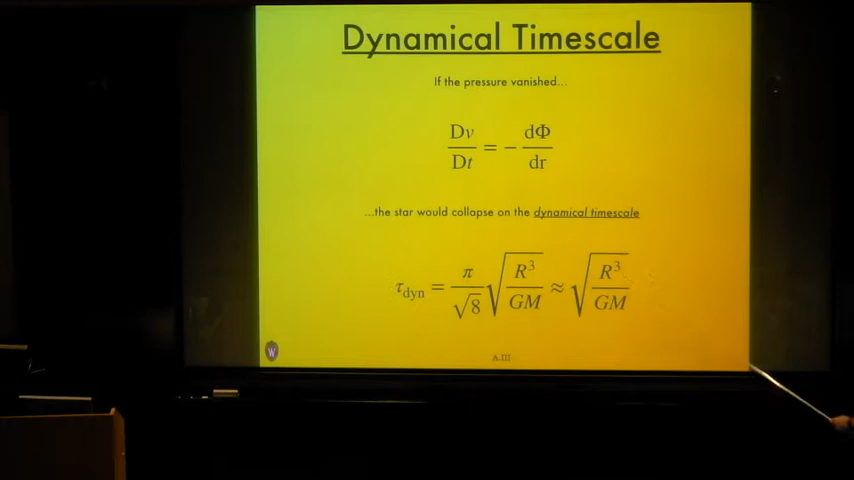 Dynamical Timescale
If the pressure vanished...
Dv/Dt = − dΦ/dr
...the star would collapse on the dynamical timescale
τ_dyn = π/√8 √(R³/GM) ≈ √(R³/GM)
W
A.III